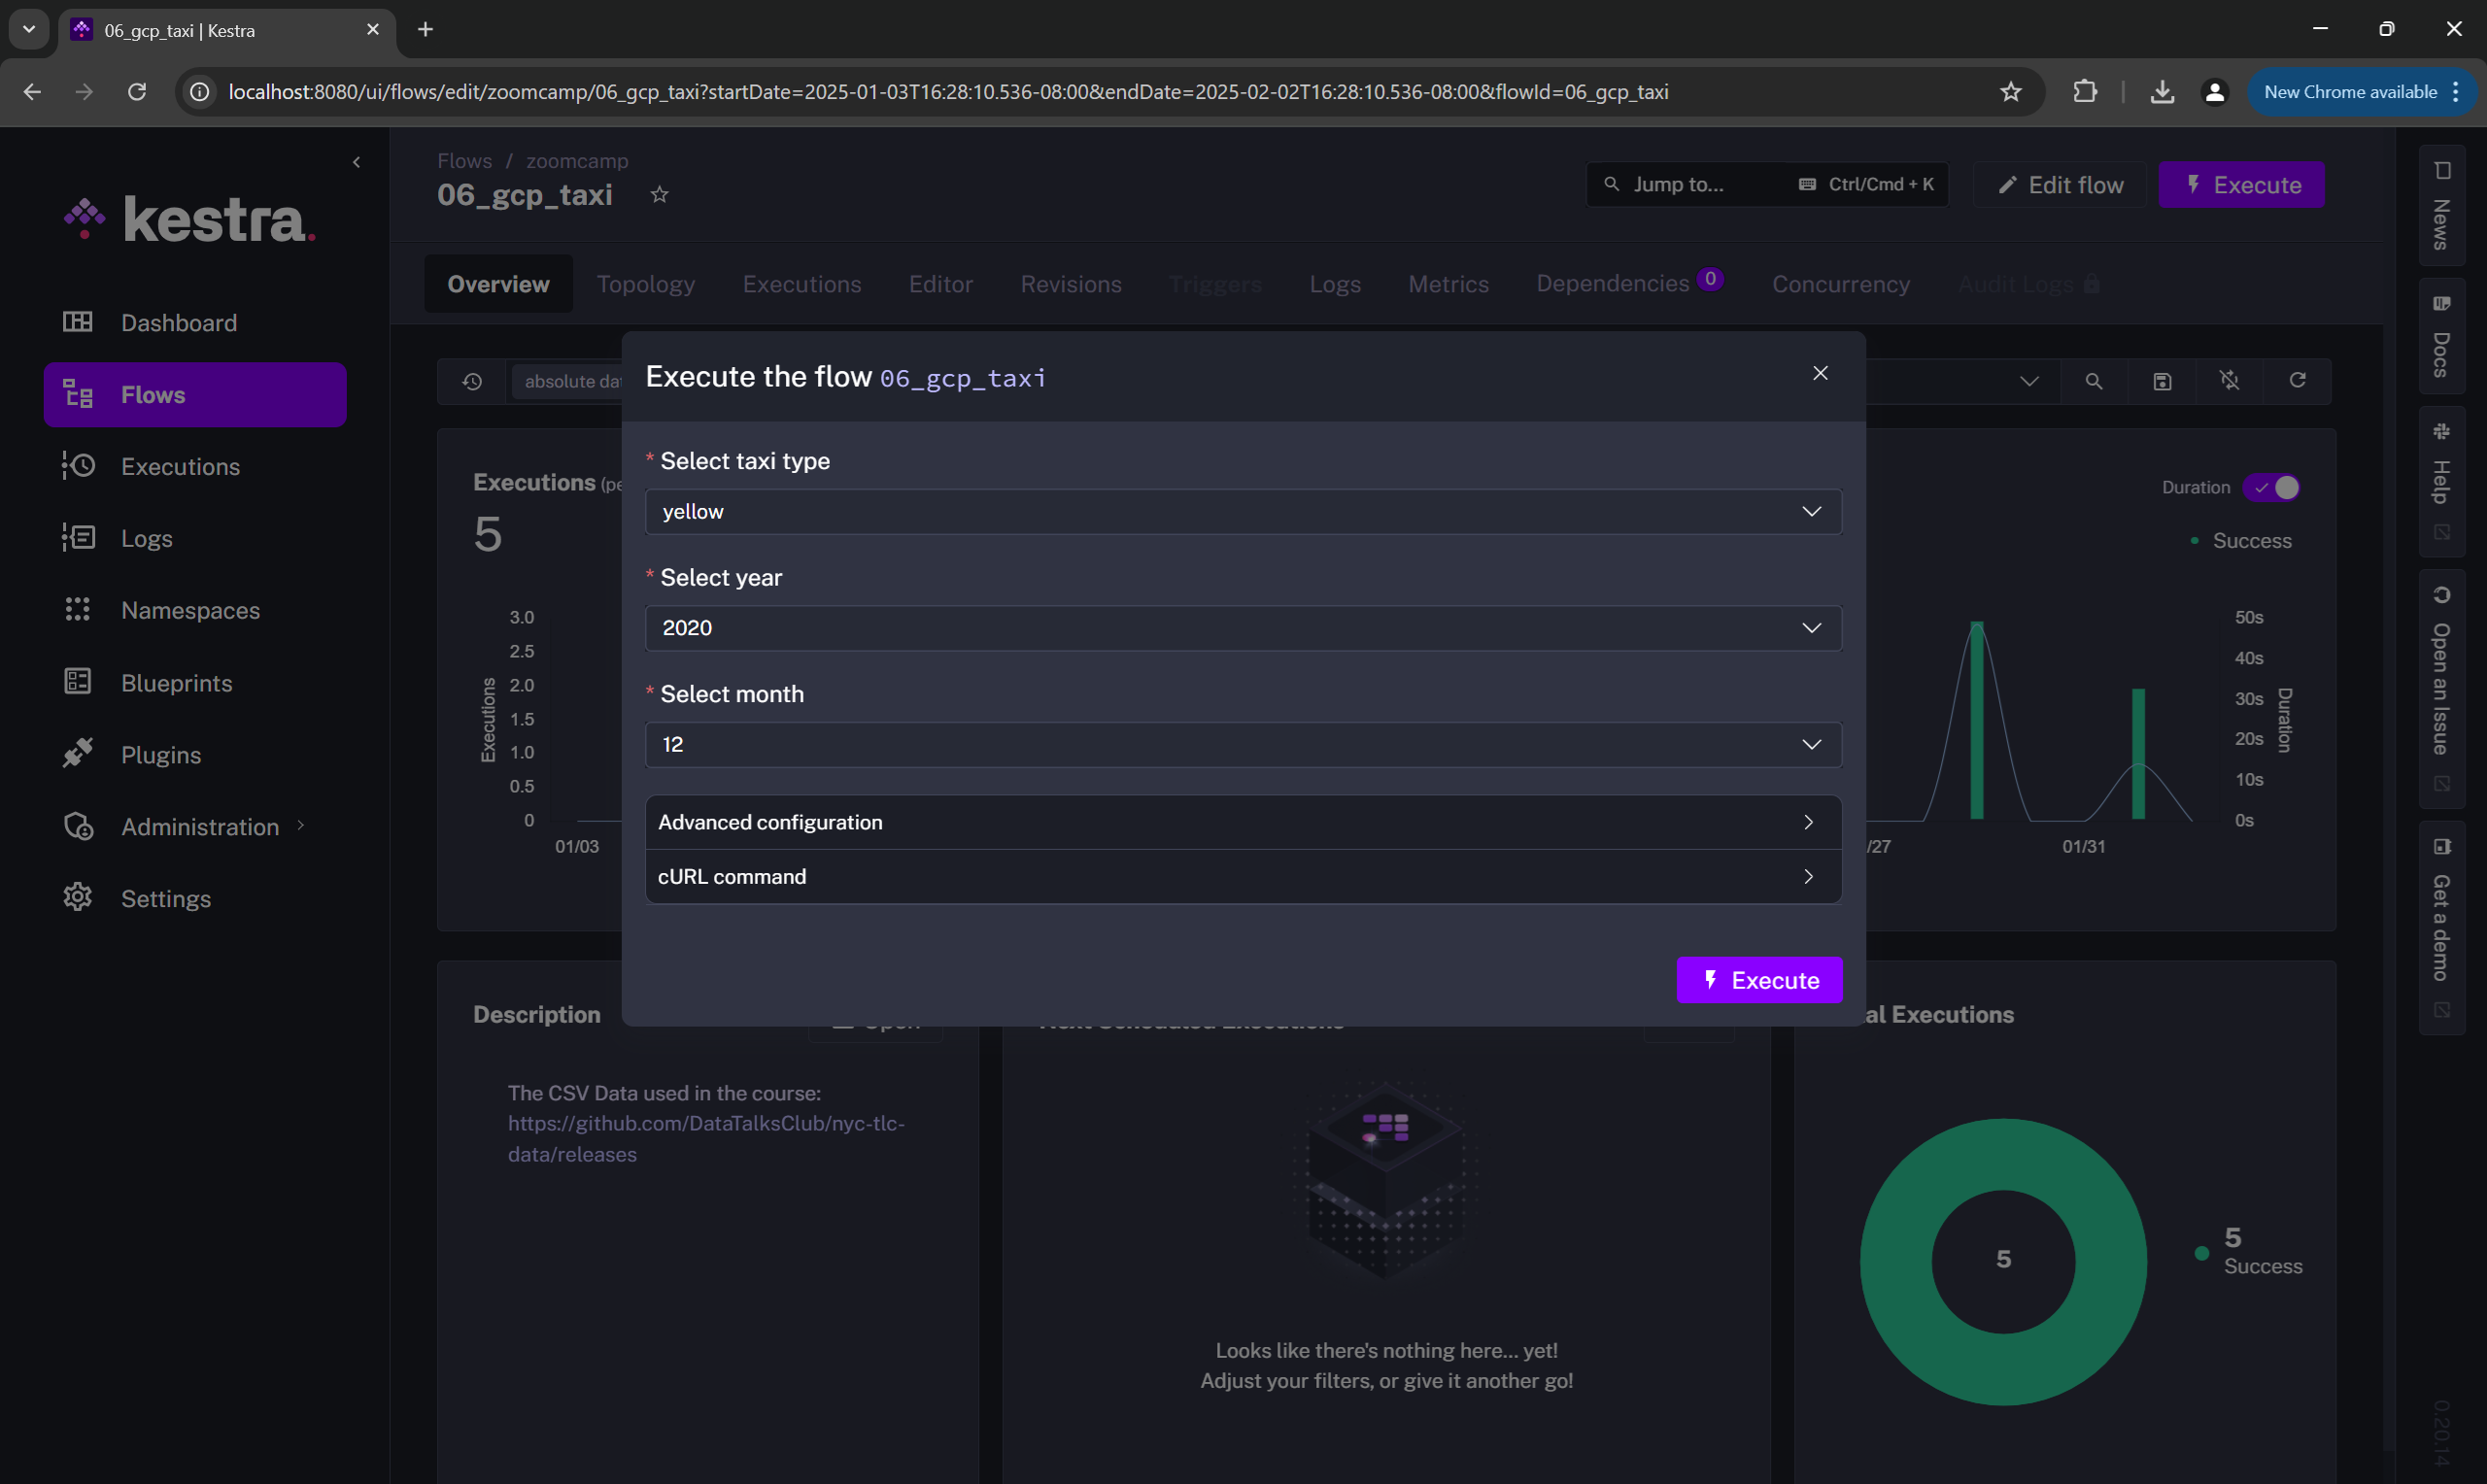 06_gcp_taxi | Kestra
localhost:8080/ui/flows/edit/zoomcamp/06_gcp_taxi?startDate=2025-01-03T16:28:10.536-08:00&endDate=2025-02-02T16:28:10.536-08:00&flowId=06_gcp_taxi
New Chrome available
kestra.
Dashboard
Flows
Executions
Logs
Namespaces
Blueprints
Plugins
Administration
Settings
Flows / zoomcamp
06_gcp_taxi
Jump to...
Ctrl/Cmd + K
Edit flow
Execute
Overview
Topology
Executions
Editor
Revisions
Triggers
Logs
Metrics
Dependencies 0
Concurrency
Audit Logs
absolute
Executions
5
3.0
2.5
2.0
1.5
1.0
0.5
0
Executions
01/03
Execute the flow 06_gcp_taxi
* Select taxi type
yellow
* Select year
2020
* Select month
12
Advanced configuration
cURL command
Execute
Duration
Success
50s
40s
30s
20s
10s
0s
Duration
/27
01/31
Description
Open
Next Scheduled Executions
The CSV Data used in the course:
https://github.com/DataTalksClub/nyc-tlc-
data/releases
Looks like there's nothing here... yet!
Adjust your filters, or give it another go!
al Executions
5
5
Success
News
Docs
Help
Open an Issue
Get a demo
0.20.14